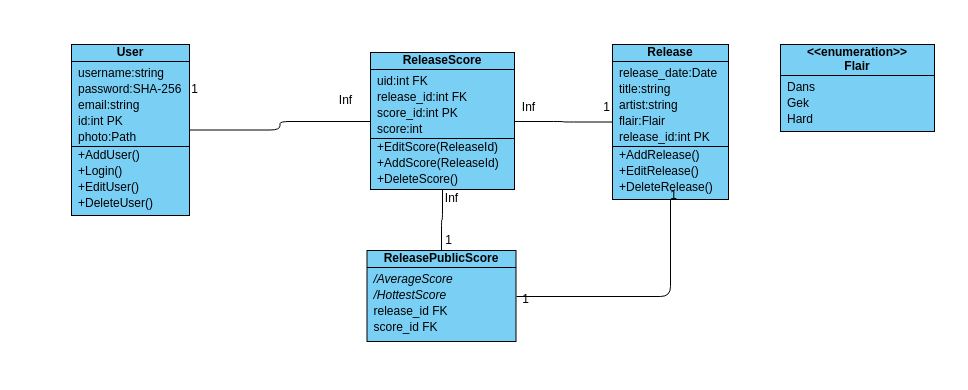 User
username:string
password:SHA-256
email:string
id:int PK
photo:Path
+AddUser()
+Login()
+EditUser()
+DeleteUser()
1
Inf
ReleaseScore
uid:int FK
release_id:int FK
score_id:int PK
score:int
+EditScore(ReleaseId)
+AddScore(ReleaseId)
+DeleteScore()
Inf
1
Release
release_date:Date
title:string
artist:string
flair:Flair
release_id:int PK
+AddRelease()
+EditRelease()
+DeleteRelease()
1
<<enumeration>>
Flair
Dans
Gek
Hard
Inf
1
ReleasePublicScore
/AverageScore
/HottestScore
release_id FK
score_id FK
1